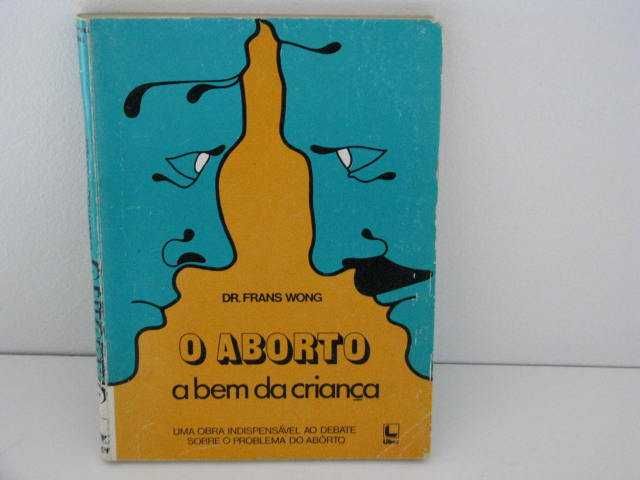 DR. FRANS WONG
O ABORTO
a bem da criança
UMA OBRA INDISPENSÁVEL AO DEBATE
SOBRE O PROBLEMA DO ABÔRTO